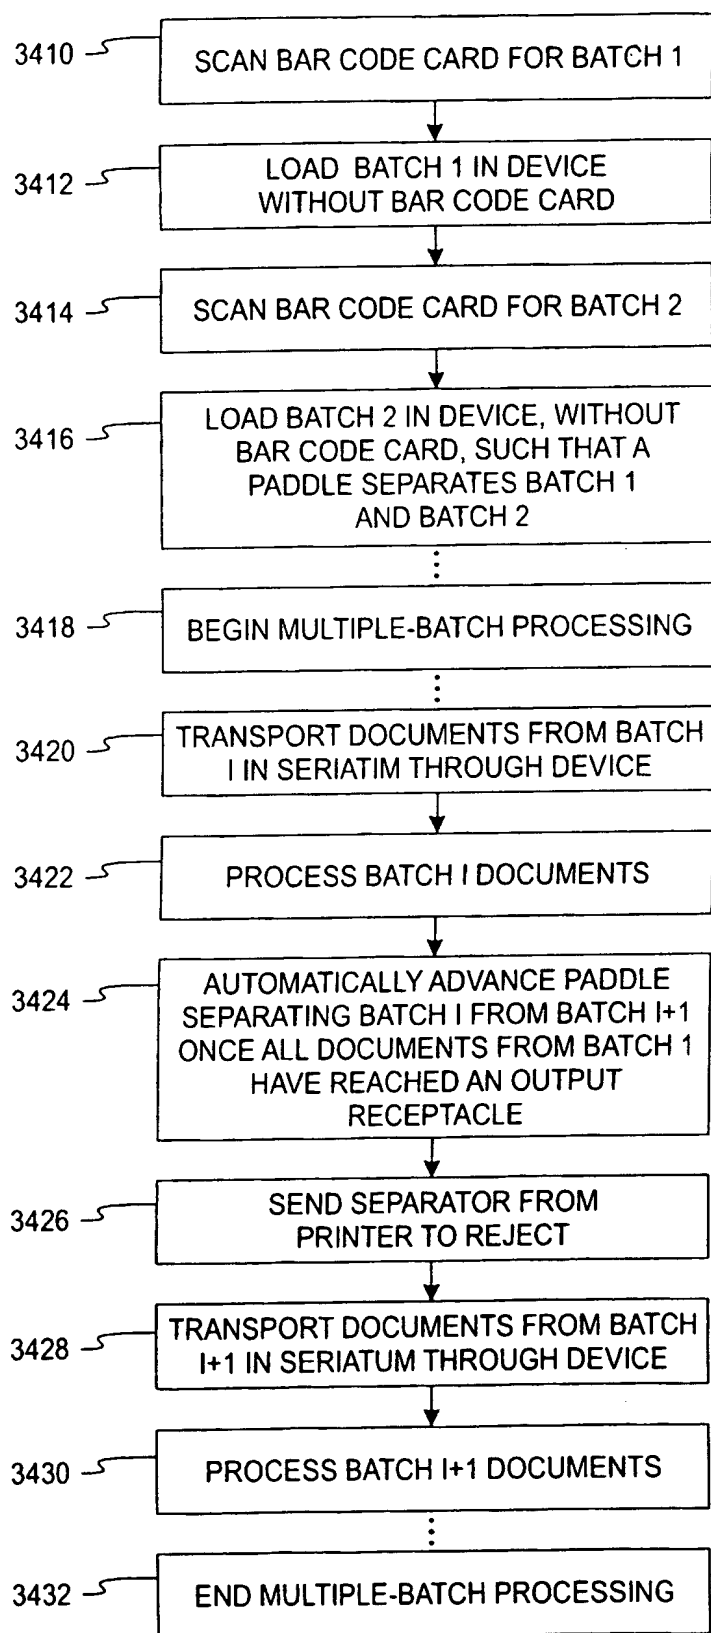 3410
SCAN BAR CODE CARD FOR BATCH 1
3412
LOAD BATCH 1 IN DEVICE
WITHOUT BAR CODE CARD
3414
SCAN BAR CODE CARD FOR BATCH 2
3416
LOAD BATCH 2 IN DEVICE, WITHOUT
BAR CODE CARD, SUCH THAT A
PADDLE SEPARATES BATCH 1
AND BATCH 2
3418
BEGIN MULTIPLE-BATCH PROCESSING
3420
TRANSPORT DOCUMENTS FROM BATCH
I IN SERIATIM THROUGH DEVICE
3422
PROCESS BATCH I DOCUMENTS
3424
AUTOMATICALLY ADVANCE PADDLE
SEPARATING BATCH I FROM BATCH I+1
ONCE ALL DOCUMENTS FROM BATCH 1
HAVE REACHED AN OUTPUT
RECEPTACLE
3426
SEND SEPARATOR FROM
PRINTER TO REJECT
3428
TRANSPORT DOCUMENTS FROM BATCH
I+1 IN SERIATUM THROUGH DEVICE
3430
PROCESS BATCH I+1 DOCUMENTS
3432
END MULTIPLE-BATCH PROCESSING